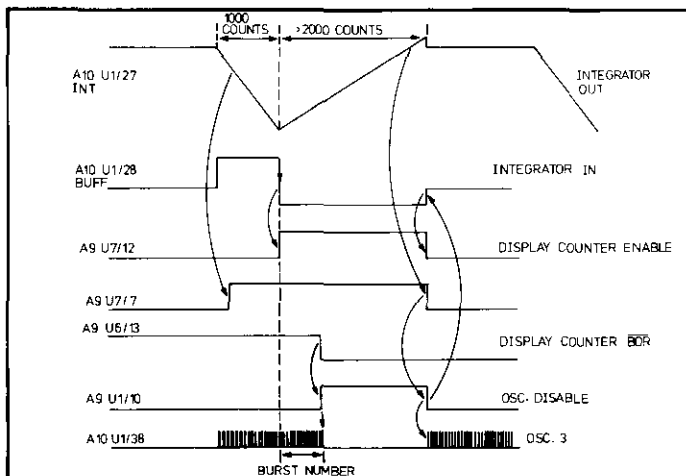 1000
COUNTS
>2000 COUNTS
A10 U1/27
INT
INTEGRATOR
OUT
A10 U1/28
BUFF
INTEGRATOR IN
A9 U7/12
DISPLAY COUNTER ENABLE
A9 U7/7
A9 U6/13
DISPLAY COUNTER BOR
A9 U1/10
OSC. DISABLE
A10 U1/38
OSC. 3
BURST NUMBER